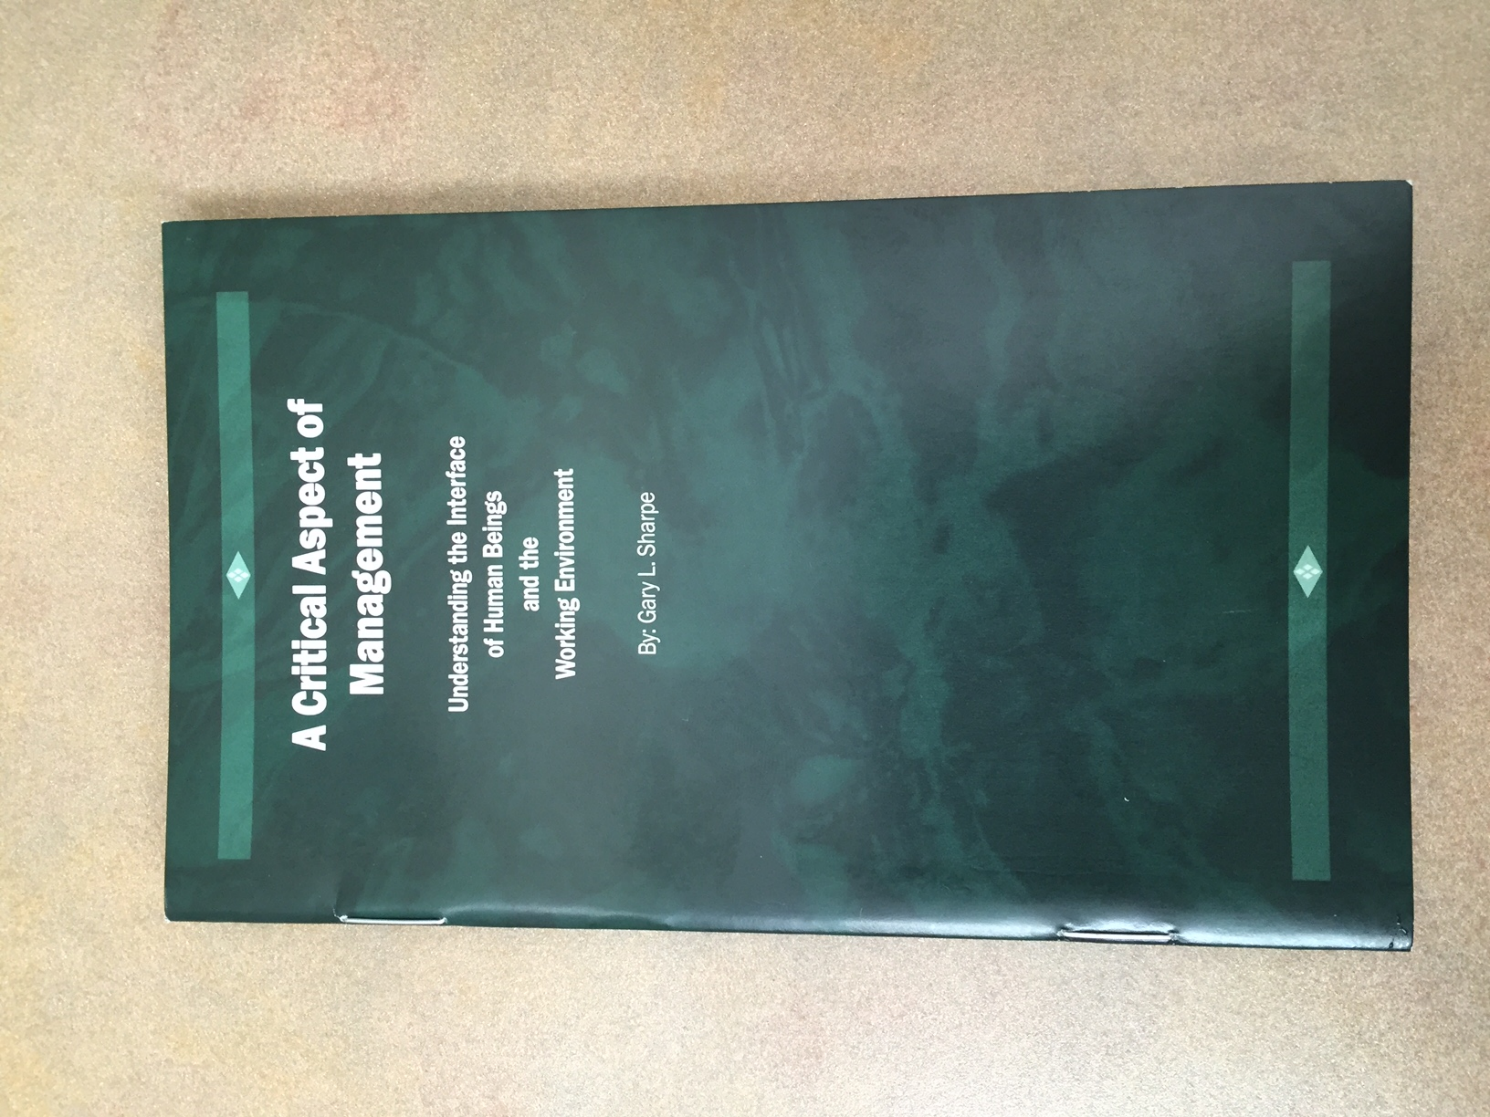 A Critical Aspect of
Management
Understanding the Interface
of Human Beings
and the
Working Environment
By: Gary L. Sharpe